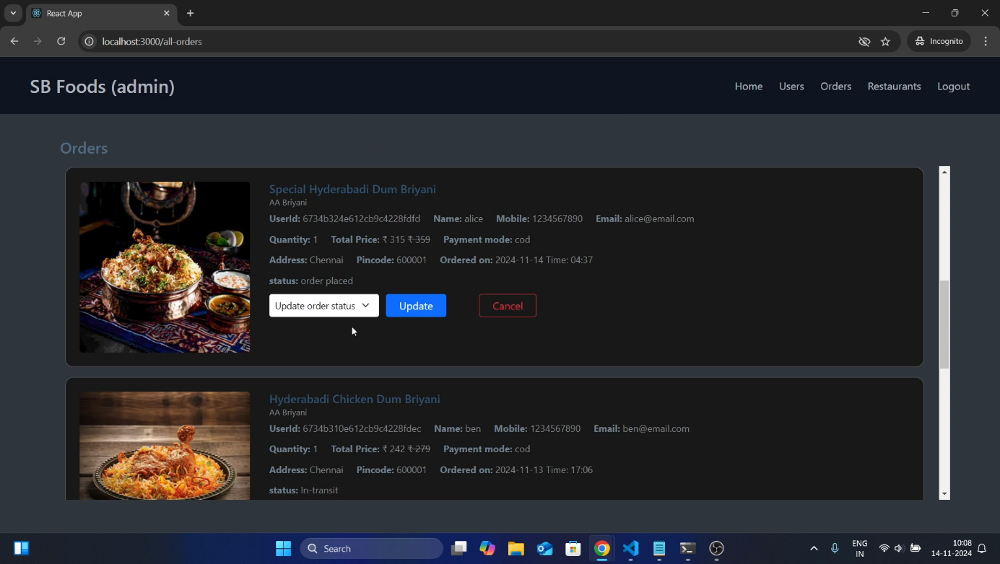 React App
localhost:3000/all-orders
Incognito
SB Foods (admin)
Home Users Orders Restaurants Logout
Orders
Special Hyderabadi Dum Briyani
AA Briyani
UserId: 6734b324e612cb9c4228fdfd Name: alice Mobile: 1234567890 Email: alice@email.com
Quantity: 1 Total Price: ₹ 315 ₹ 359 Payment mode: cod
Address: Chennai Pincode: 600001 Ordered on: 2024-11-14 Time: 04:37
status: order placed
Update order status Update Cancel
Hyderabadi Chicken Dum Briyani
AA Briyani
UserId: 6734b310e612cb9c4228fdec Name: ben Mobile: 1234567890 Email: ben@email.com
Quantity: 1 Total Price: ₹ 242 ₹ 279 Payment mode: cod
Address: Chennai Pincode: 600001 Ordered on: 2024-11-13 Time: 17:06
status: In-transit
Search
ENG
IN
10:08
14-11-2024